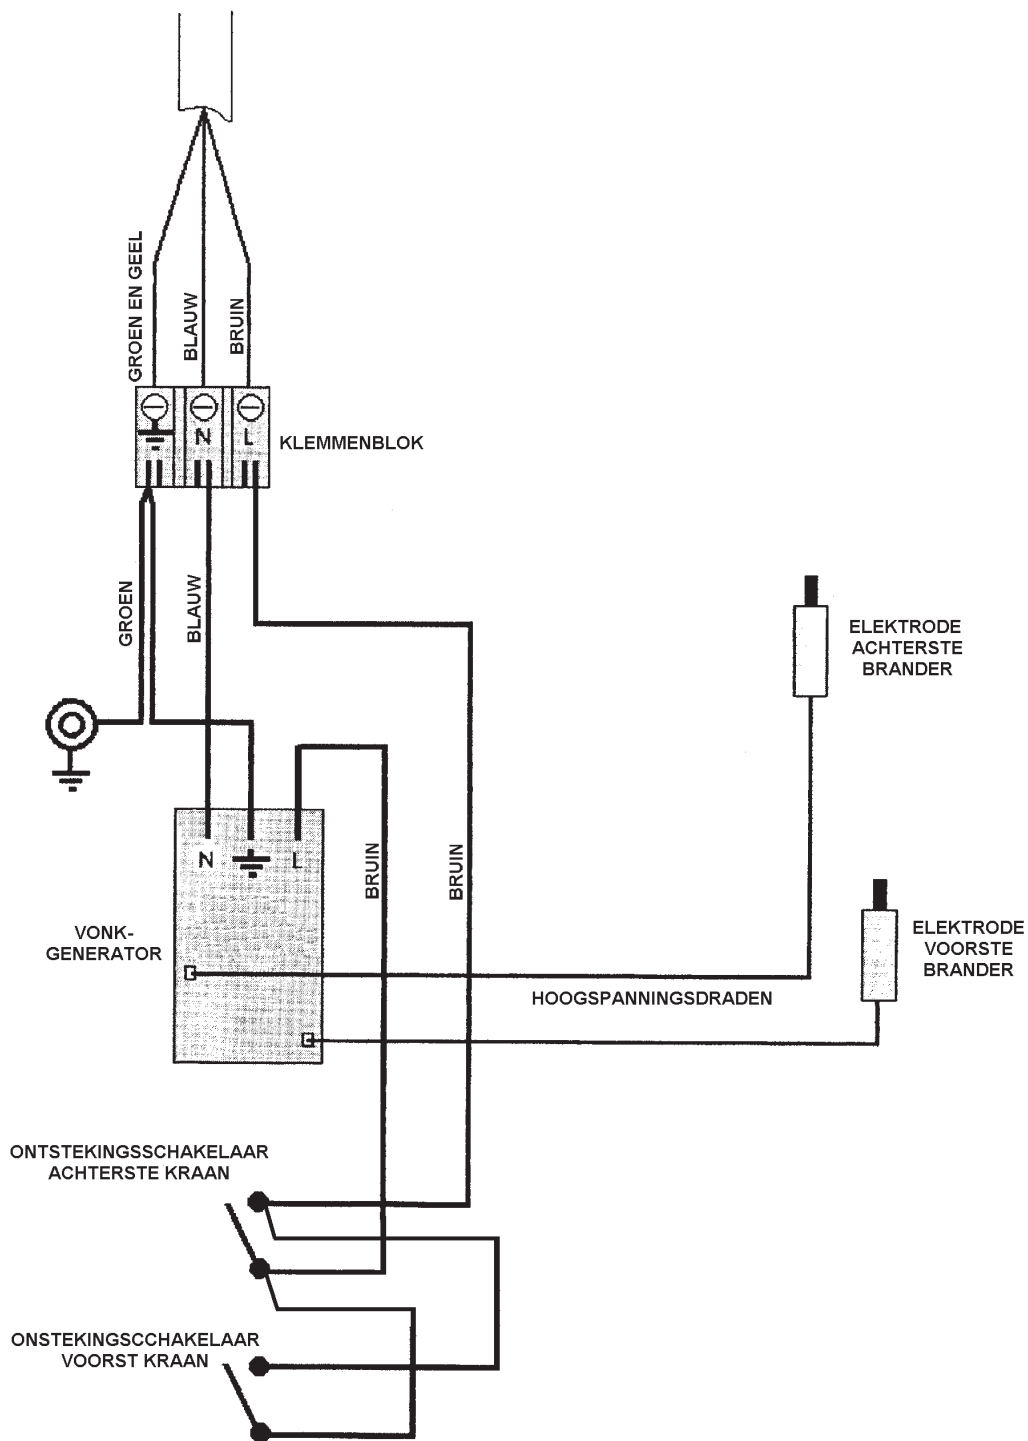 GROEN EN GEEL
BLAUW
BRUIN
N
L
KLEMMENBLOK
GROEN
BLAUW
ELEKTRODE
ACHTERSTE
BRANDER
N
L
BRUIN
BRUIN
VONK-
GENERATOR
ELEKTRODE
VOORSTE
BRANDER
HOOGSPANNINGSDRADEN
ONTSTEKINGSSCHAKELAAR
ACHTERSTE KRAAN
ONSTEKINGSCCHAKELAAR
VOORST KRAAN